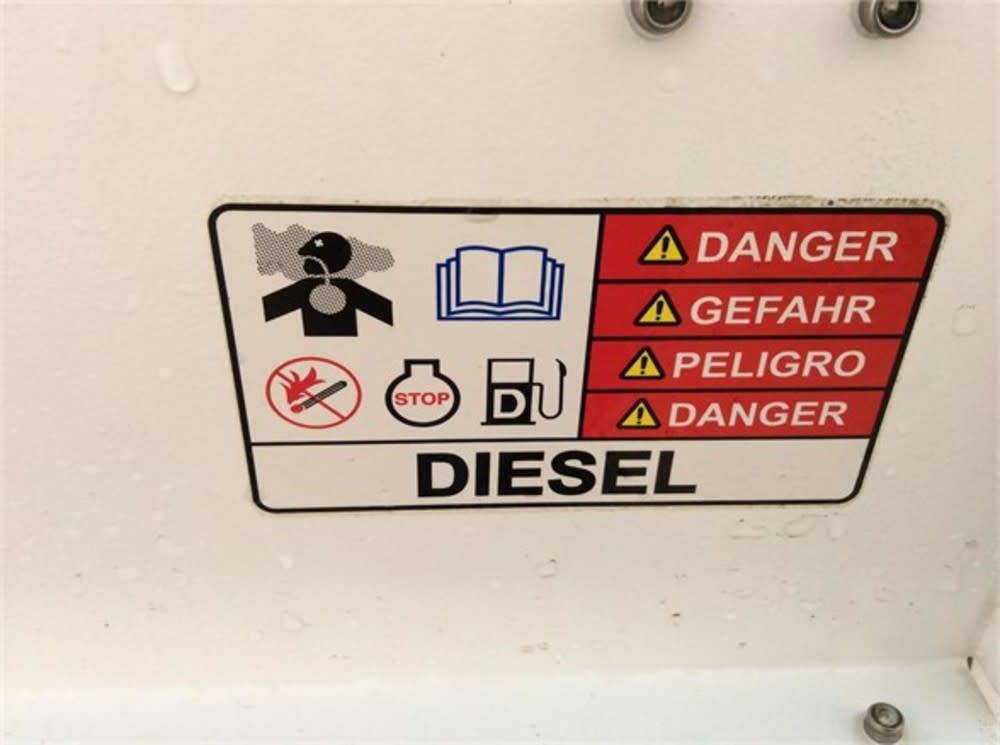 DANGER
GEFAHR
PELIGRO
DANGER
STOP
D
DIESEL